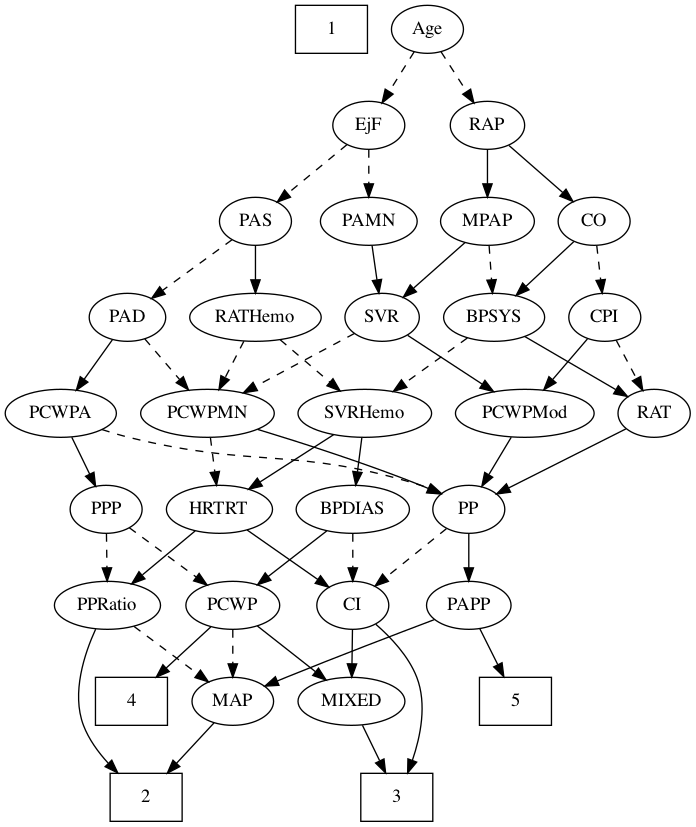 1
Age
EjF
RAP
PAS
PAMN
MPAP
CO
PAD
RATHemo
SVR
BPSYS
CPI
PCWPA
PCWPMN
SVRHemo
PCWPMod
RAT
PPP
HRTRT
BPDIAS
PP
PPRatio
PCWP
CI
PAPP
4
MAP
MIXED
5
2
3